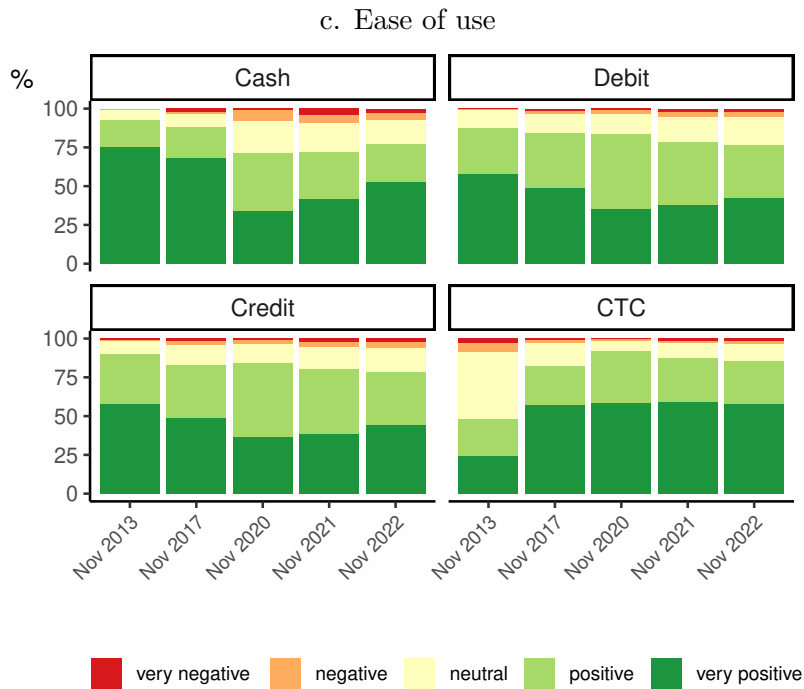 c. Ease of use
%
Cash
Debit
100
75
50
25
0
Credit
CTC
100
75
50
25
0
Nov 2013
Nov 2017
Nov 2020
Nov 2021
Nov 2022
Nov 2013
Nov 2017
Nov 2020
Nov 2021
Nov 2022
very negative negative neutral positive very positive